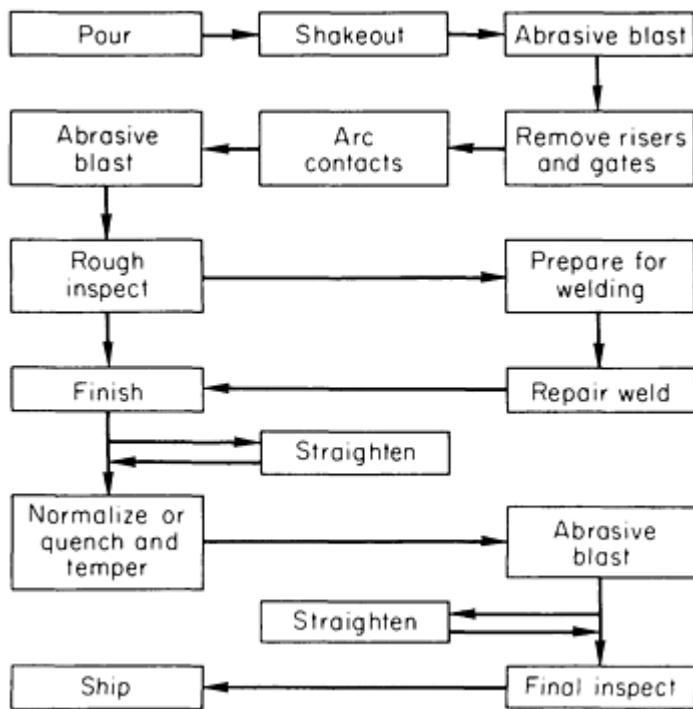 Pour
Shakeout
Abrasive blast
Abrasive
blast
Arc
contacts
Remove risers
and gates
Rough
inspect
Prepare for
welding
Finish
Repair weld
Straighten
Normalize or
quench and
temper
Abrasive
blast
Straighten
Ship
Final inspect